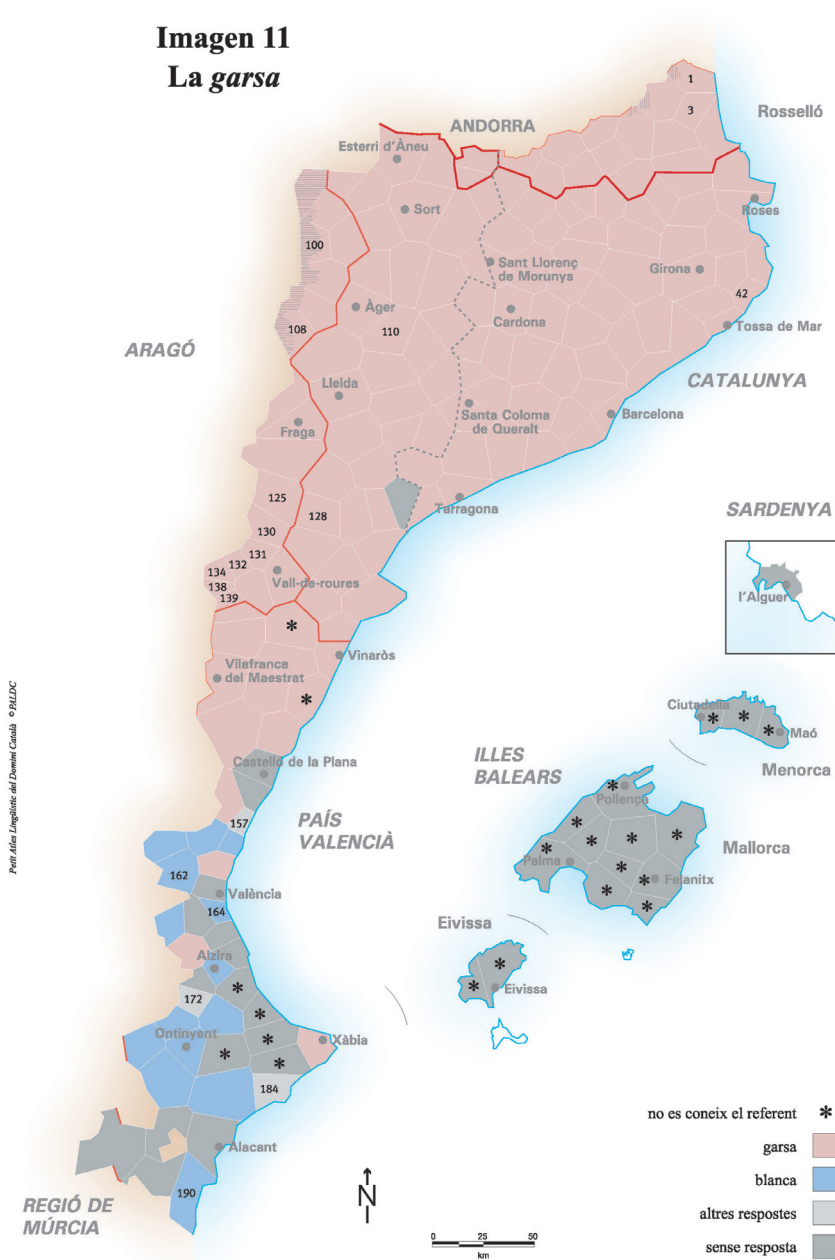 Imagen 11
La garsa
1
3
Rosselló
ANDORRA
Esterri d'Àneu
Sort
Roses
100
Sant Llorenç
de Morunys
Girona
42
Àger
Cardona
Tossa de Mar
108
110
ARAGÓ
CATALUNYA
Lleida
Santa Coloma
de Queralt
Barcelona
Fraga
125
128
Tarragona
SARDENYA
130
131
132
134
Vall-de-roures
138
139
l'Alguer
*
Vinaròs
Vilafranca
del Maestrat
*
Petit Atles Lingüístic del Domini Català © PALDC
Ciutadella
* * *
Maó
Menorca
ILLES
BALEARS
Castelló de la Plana
*
Pollença
157
PAÍS
VALENCIÀ
* * * * *
Mallorca
Palma
162
* *
Felanitx
València
* *
164
Eivissa
Alzira
*
*
Eivissa
172
*
*
Ontinyent
*
Xàbia
* *
184
Alacant
190
REGIÓ DE
MÚRCIA
N
0 25 50
km
no es coneix el referent *
garsa
blanca
altres respostes
sense resposta